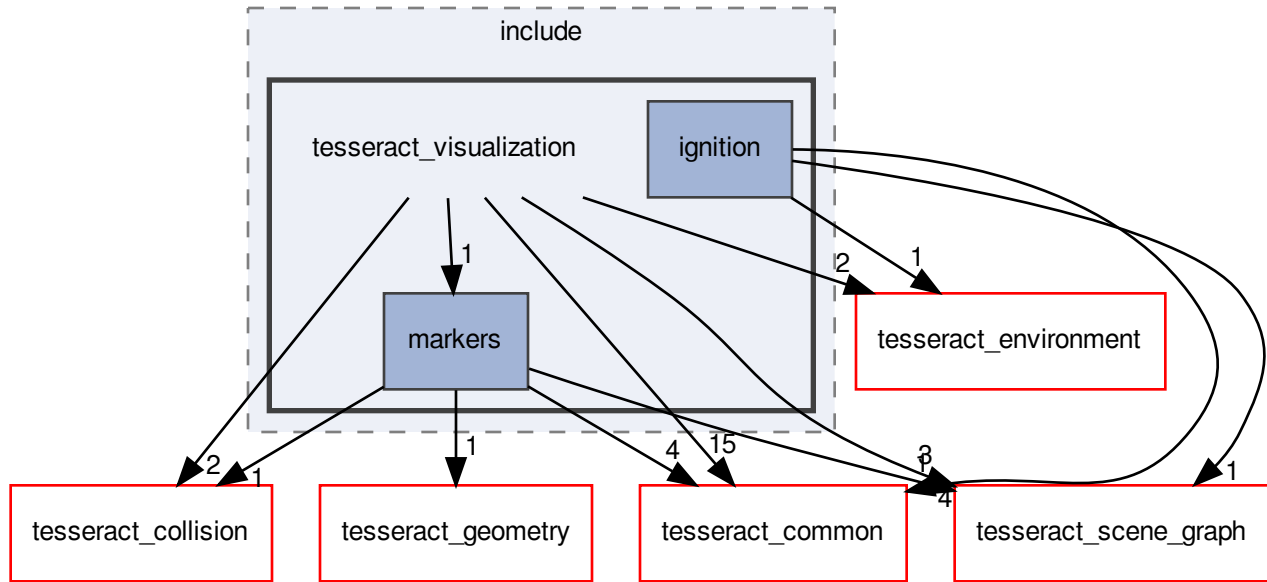 include
tesseract_visualization
ignition
1
1
2
markers
tesseract_environment
2
1
1
4
15
3
1
4
1
tesseract_collision
tesseract_geometry
tesseract_common
tesseract_scene_graph